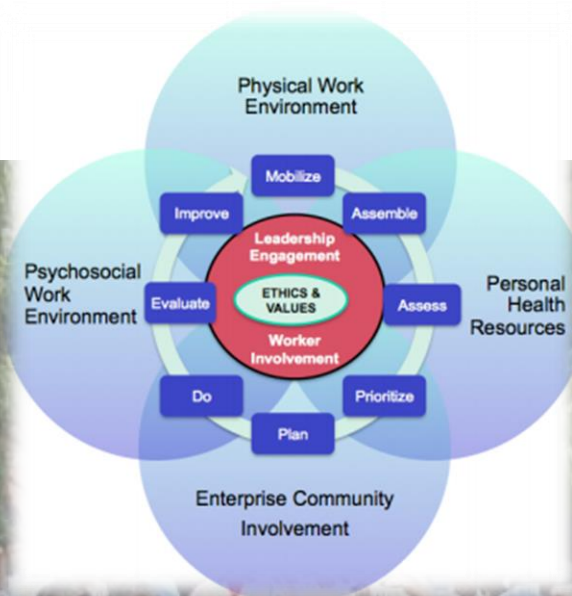 Physical Work
Environment
Mobilize
Improve
Assemble
Leadership
Engagement
Psychosocial
Work
Environment
Evaluate
ETHICS &
VALUES
Assess
Personal
Health
Resources
Worker
Involvement
Do
Prioritize
Plan
Enterprise Community
Involvement